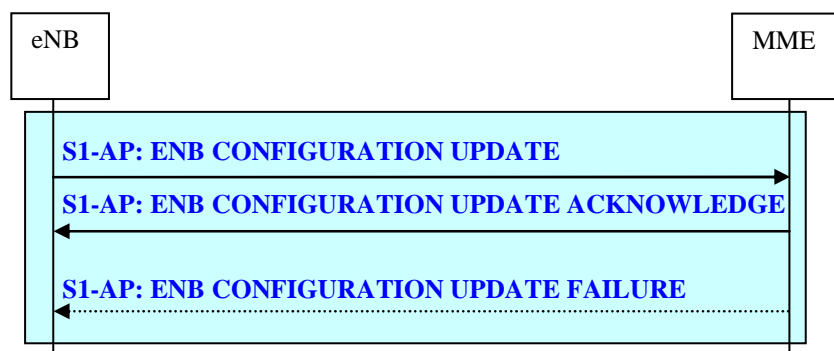 eNB
MME
S1-AP: ENB CONFIGURATION UPDATE
S1-AP: ENB CONFIGURATION UPDATE ACKNOWLEDGE
S1-AP: ENB CONFIGURATION UPDATE FAILURE